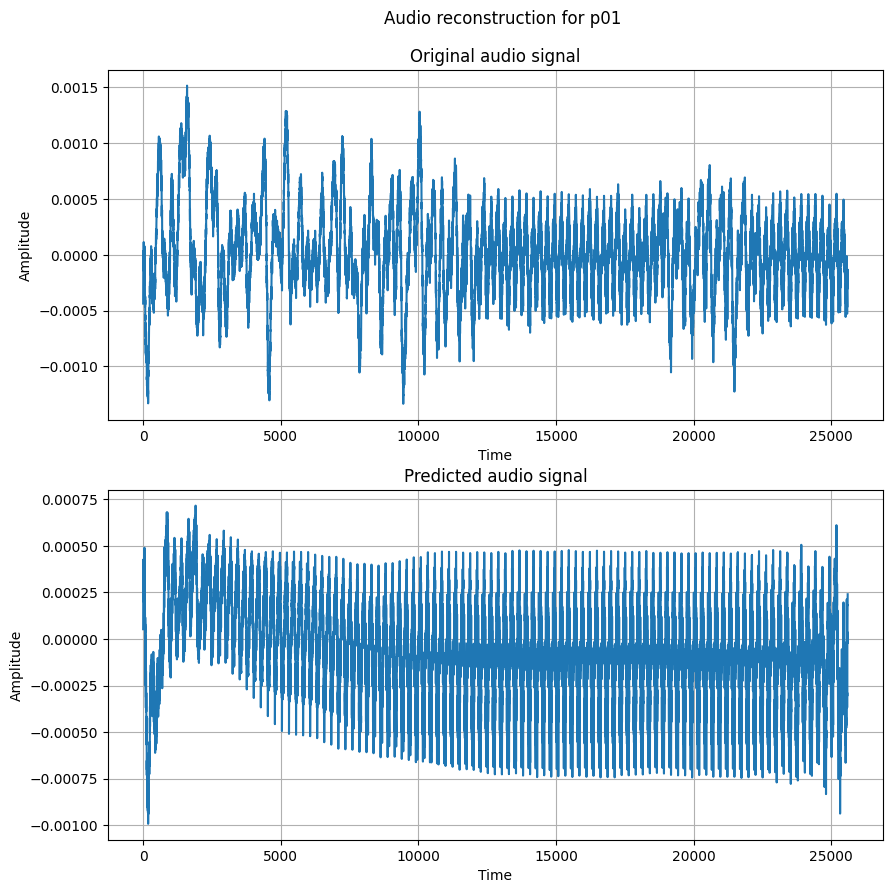 Audio reconstruction for p01
Original audio signal
Amplitude
0.0015
0.0010
0.0005
0.0000
−0.0005
−0.0010
0 5000 10000 15000 20000 25000
Time
Predicted audio signal
Amplitude
0.00075
0.00050
0.00025
0.00000
−0.00025
−0.00050
−0.00075
−0.00100
0 5000 10000 15000 20000 25000
Time